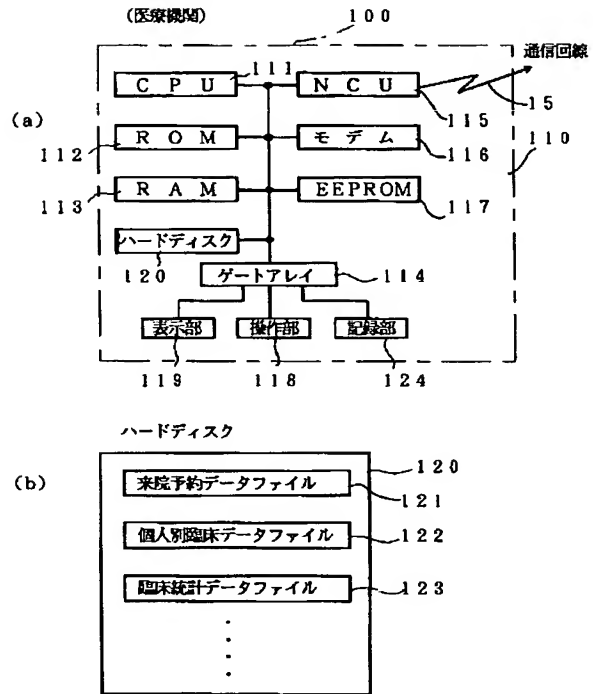 (医療機関)
100
通信回線
111
CPU
NCU
15
(a)
115
110
ROM
モデム
112
116
RAM
EEPROM
113
117
ハードディスク
120
ゲートアレイ
114
表示部
操作部
記録部
119
118
124
ハードディスク
(b)
120
来院予約データファイル
121
個人別臨床データファイル
122
臨床統計データファイル
123